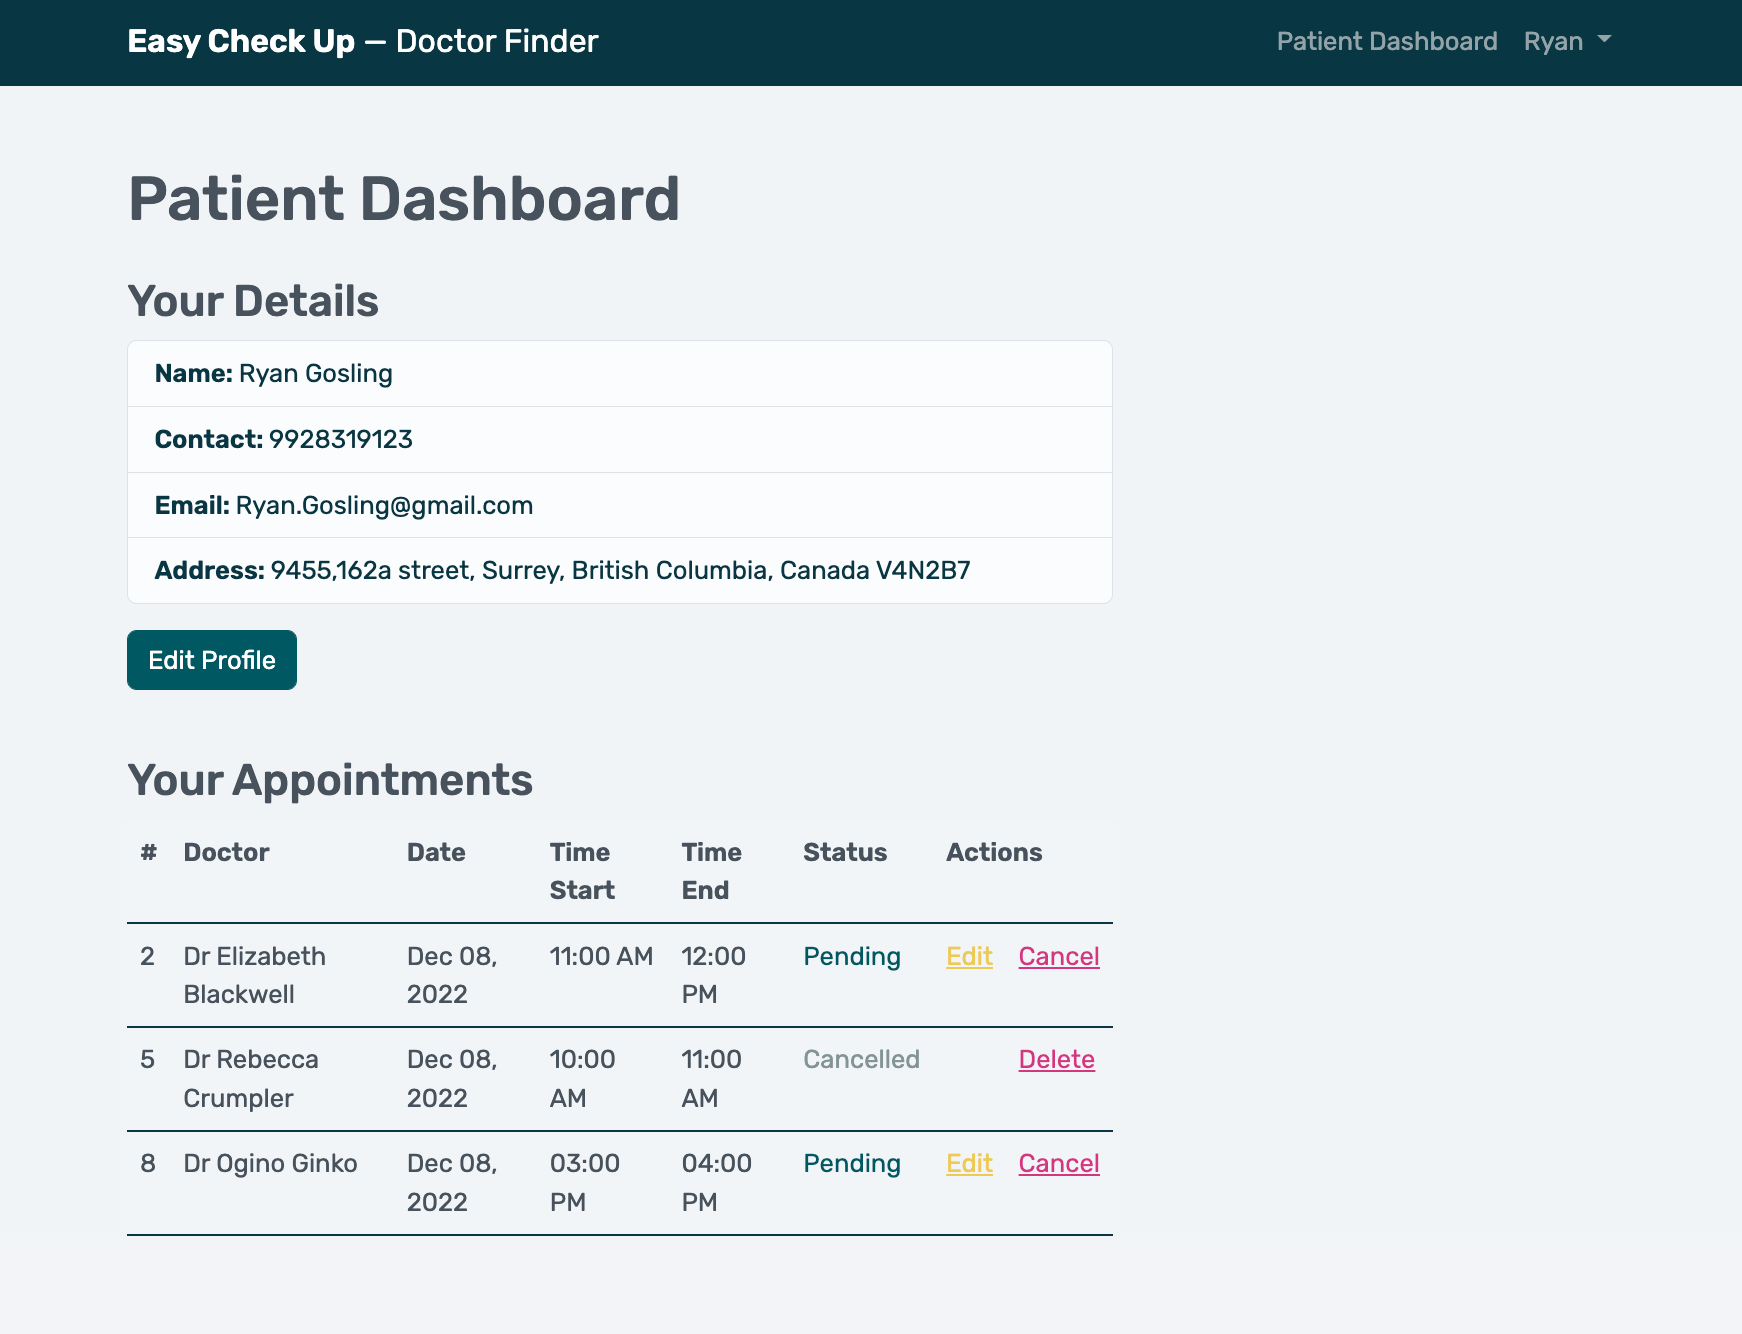 Easy Check Up — Doctor Finder
Patient Dashboard Ryan
Patient Dashboard
Your Details
Name: Ryan Gosling
Contact: 9928319123
Email: Ryan.Gosling@gmail.com
Address: 9455,162a street, Surrey, British Columbia, Canada V4N2B7
Edit Profile
Your Appointments
# Doctor Date Time Start Time End Status Actions
2 Dr Elizabeth Blackwell Dec 08, 2022 11:00 AM 12:00 PM Pending Edit Cancel
5 Dr Rebecca Crumpler Dec 08, 2022 10:00 AM 11:00 AM Cancelled Delete
8 Dr Ogino Ginko Dec 08, 2022 03:00 PM 04:00 PM Pending Edit Cancel